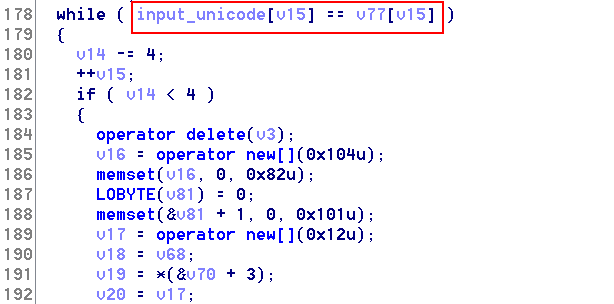 178 while ( input_unicode[v15] == v77[v15] )
179 {
180 v14 -= 4;
181 ++v15;
182 if ( v14 < 4 )
183 {
184 operator delete(v3);
185 v16 = operator new[](0x104u);
186 memset(v16, 0, 0x82u);
187 LOBYTE(v81) = 0;
188 memset(&v81 + 1, 0, 0x101u);
189 v17 = operator new[](0x12u);
190 v18 = v68;
191 v19 = *(&v70 + 3);
192 v20 = v17;